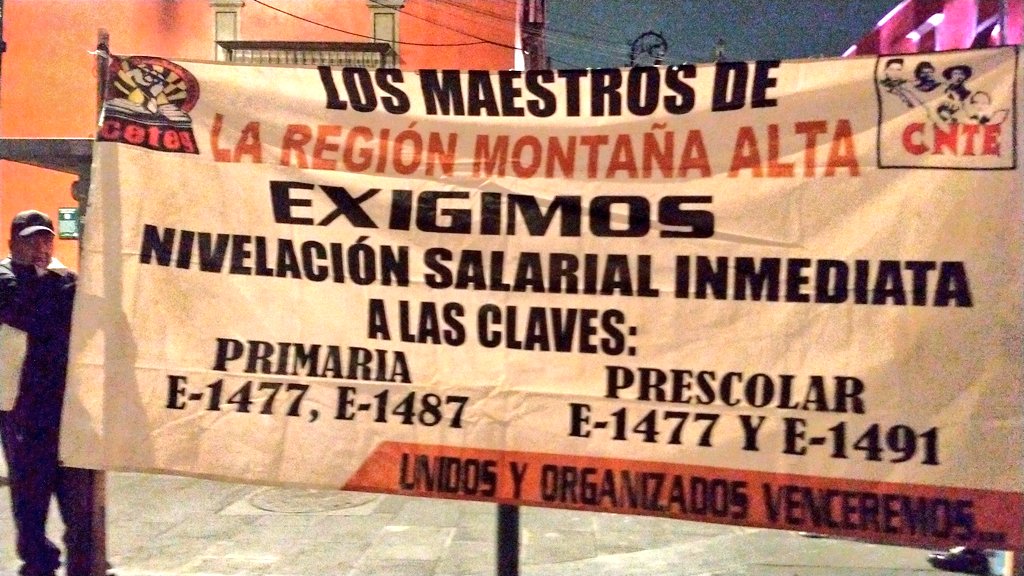 LOS MAESTROS DE
LA REGIÓN MONTAÑA ALTA
EXIGIMOS
NIVELACIÓN SALARIAL INMEDIATA
A LAS CLAVES:
PRIMARIA
E-1477, E-1487
PRESCOLAR
E-1477 Y E-1491
UNIDOS Y ORGANIZADOS VENCEREMOS...
CNTE